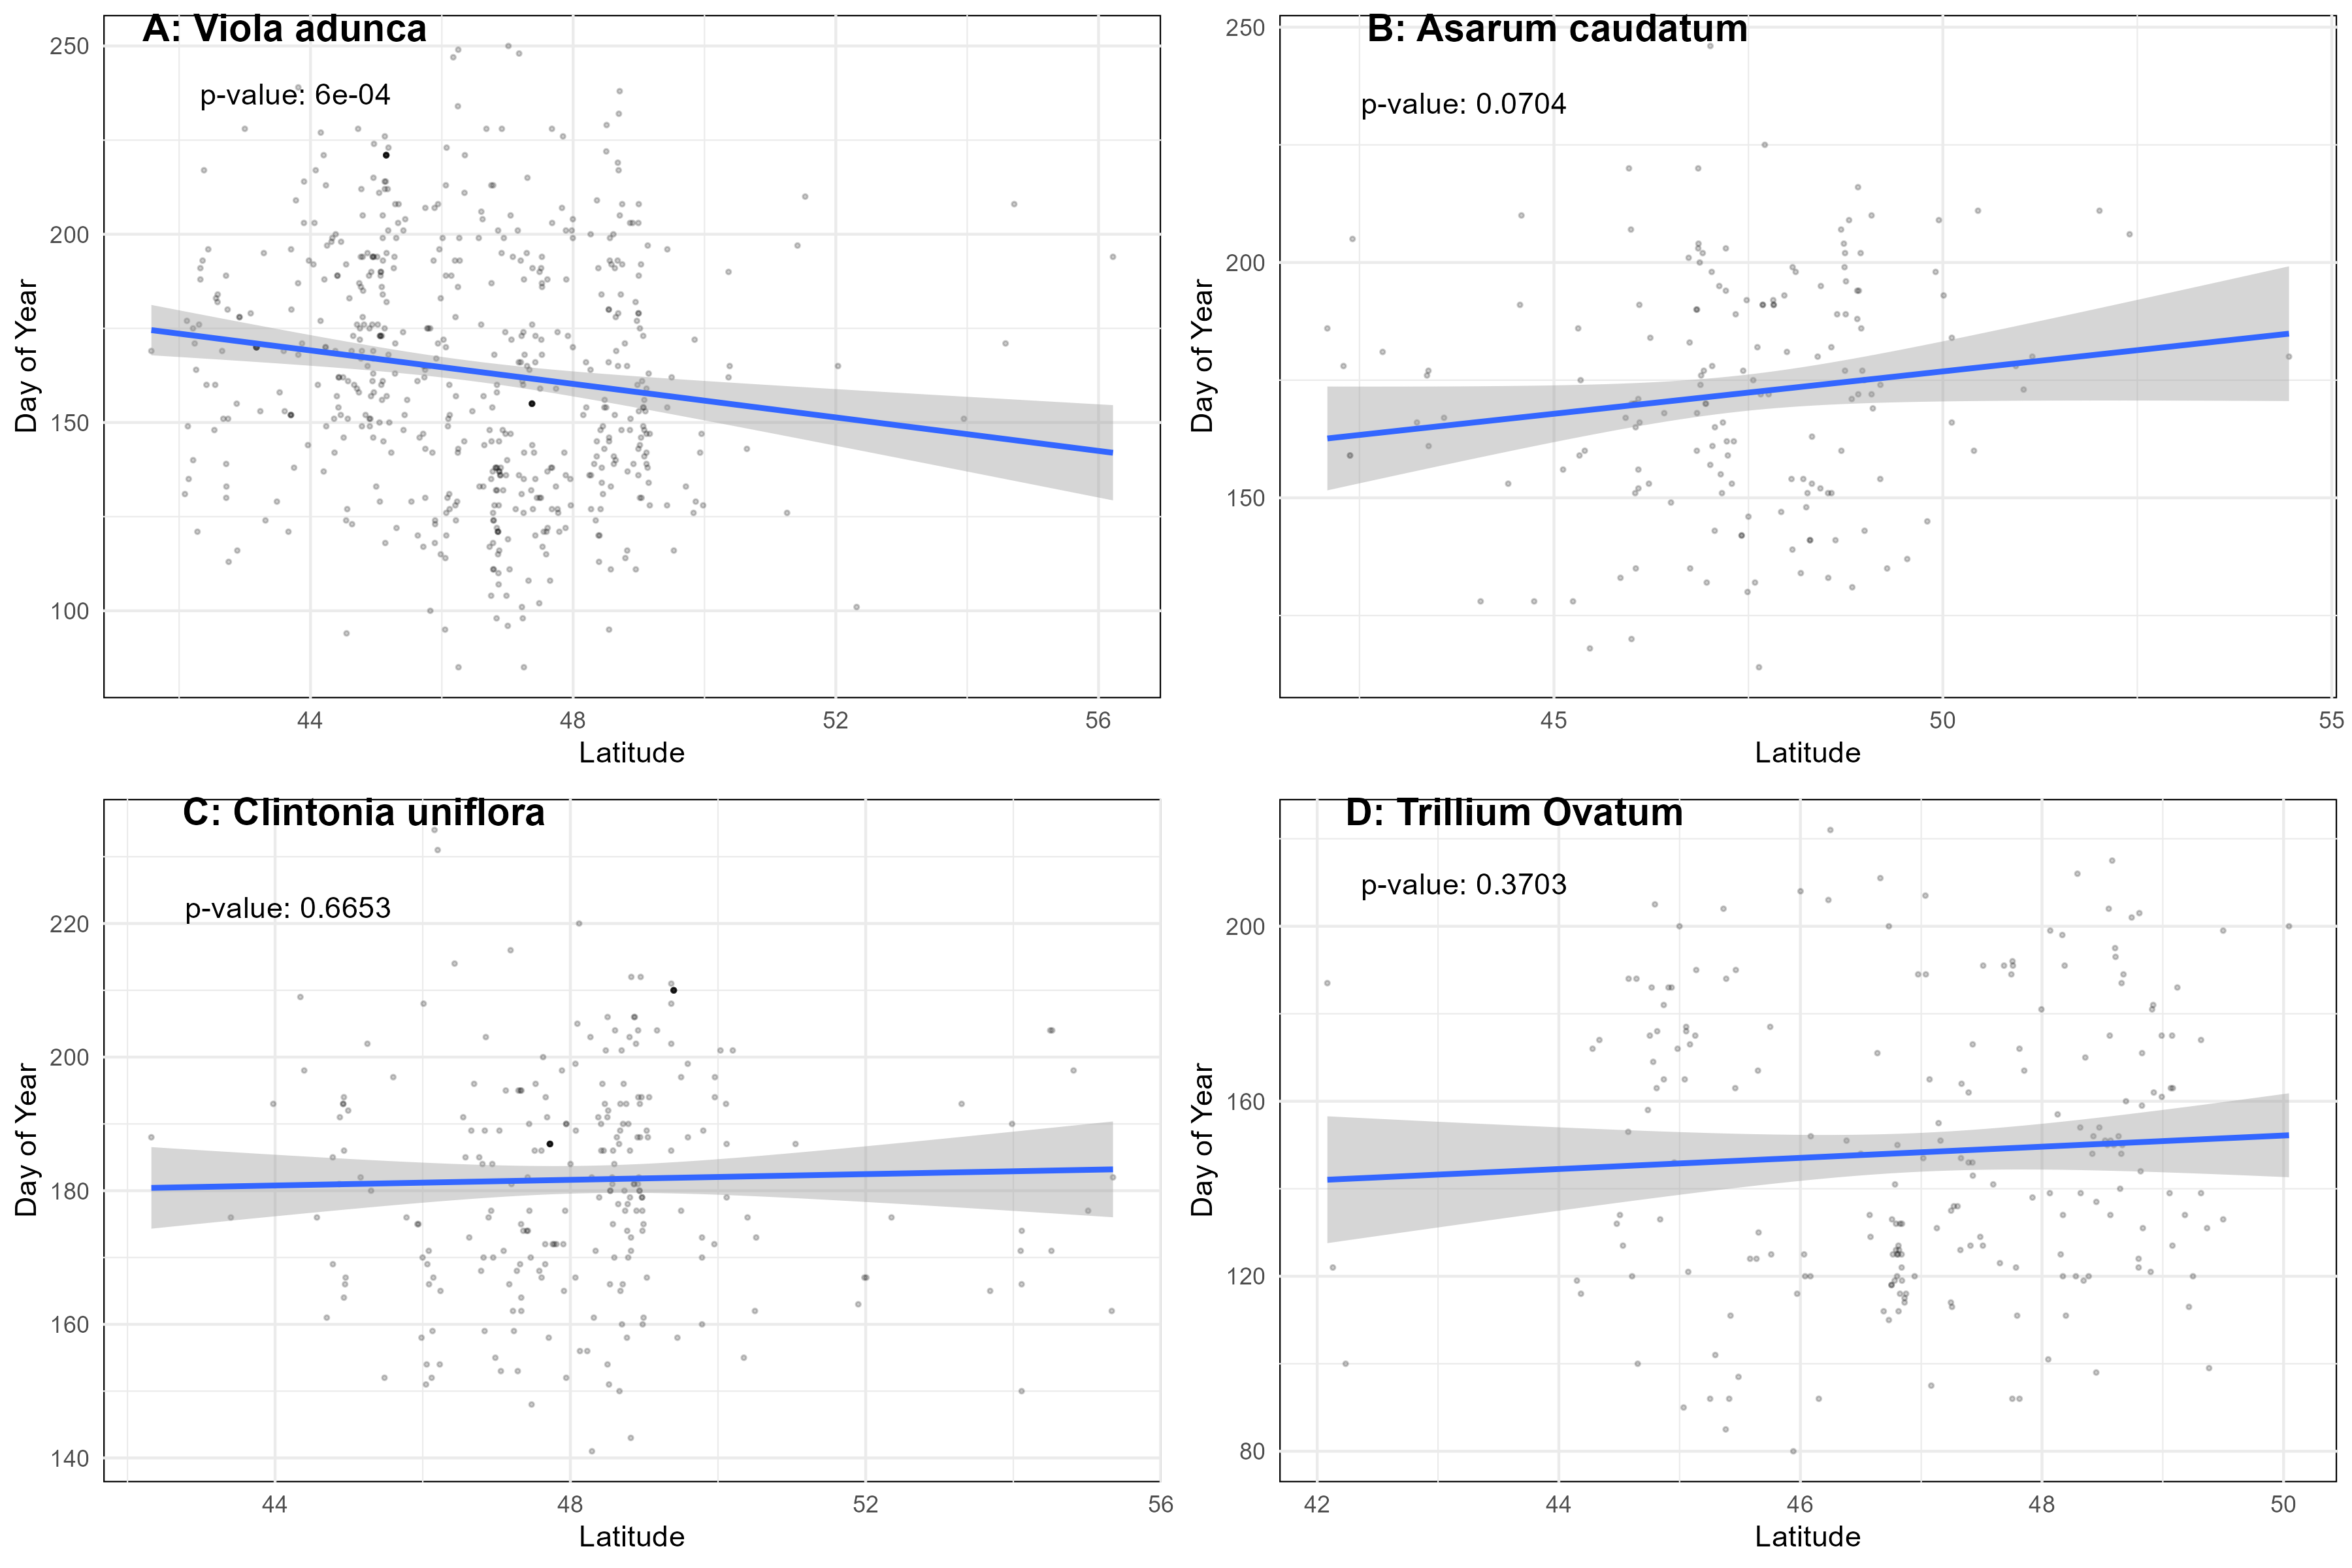 A: Viola adunca
p-value: 6e-04
Day of Year
250
200
150
100
44 48 52 56
Latitude
B: Asarum caudatum
p-value: 0.0704
Day of Year
250
200
150
45 50 55
Latitude
C: Clintonia uniflora
p-value: 0.6653
Day of Year
220
200
180
160
140
44 48 52 56
Latitude
D: Trillium Ovatum
p-value: 0.3703
Day of Year
200
160
120
80
42 44 46 48 50
Latitude